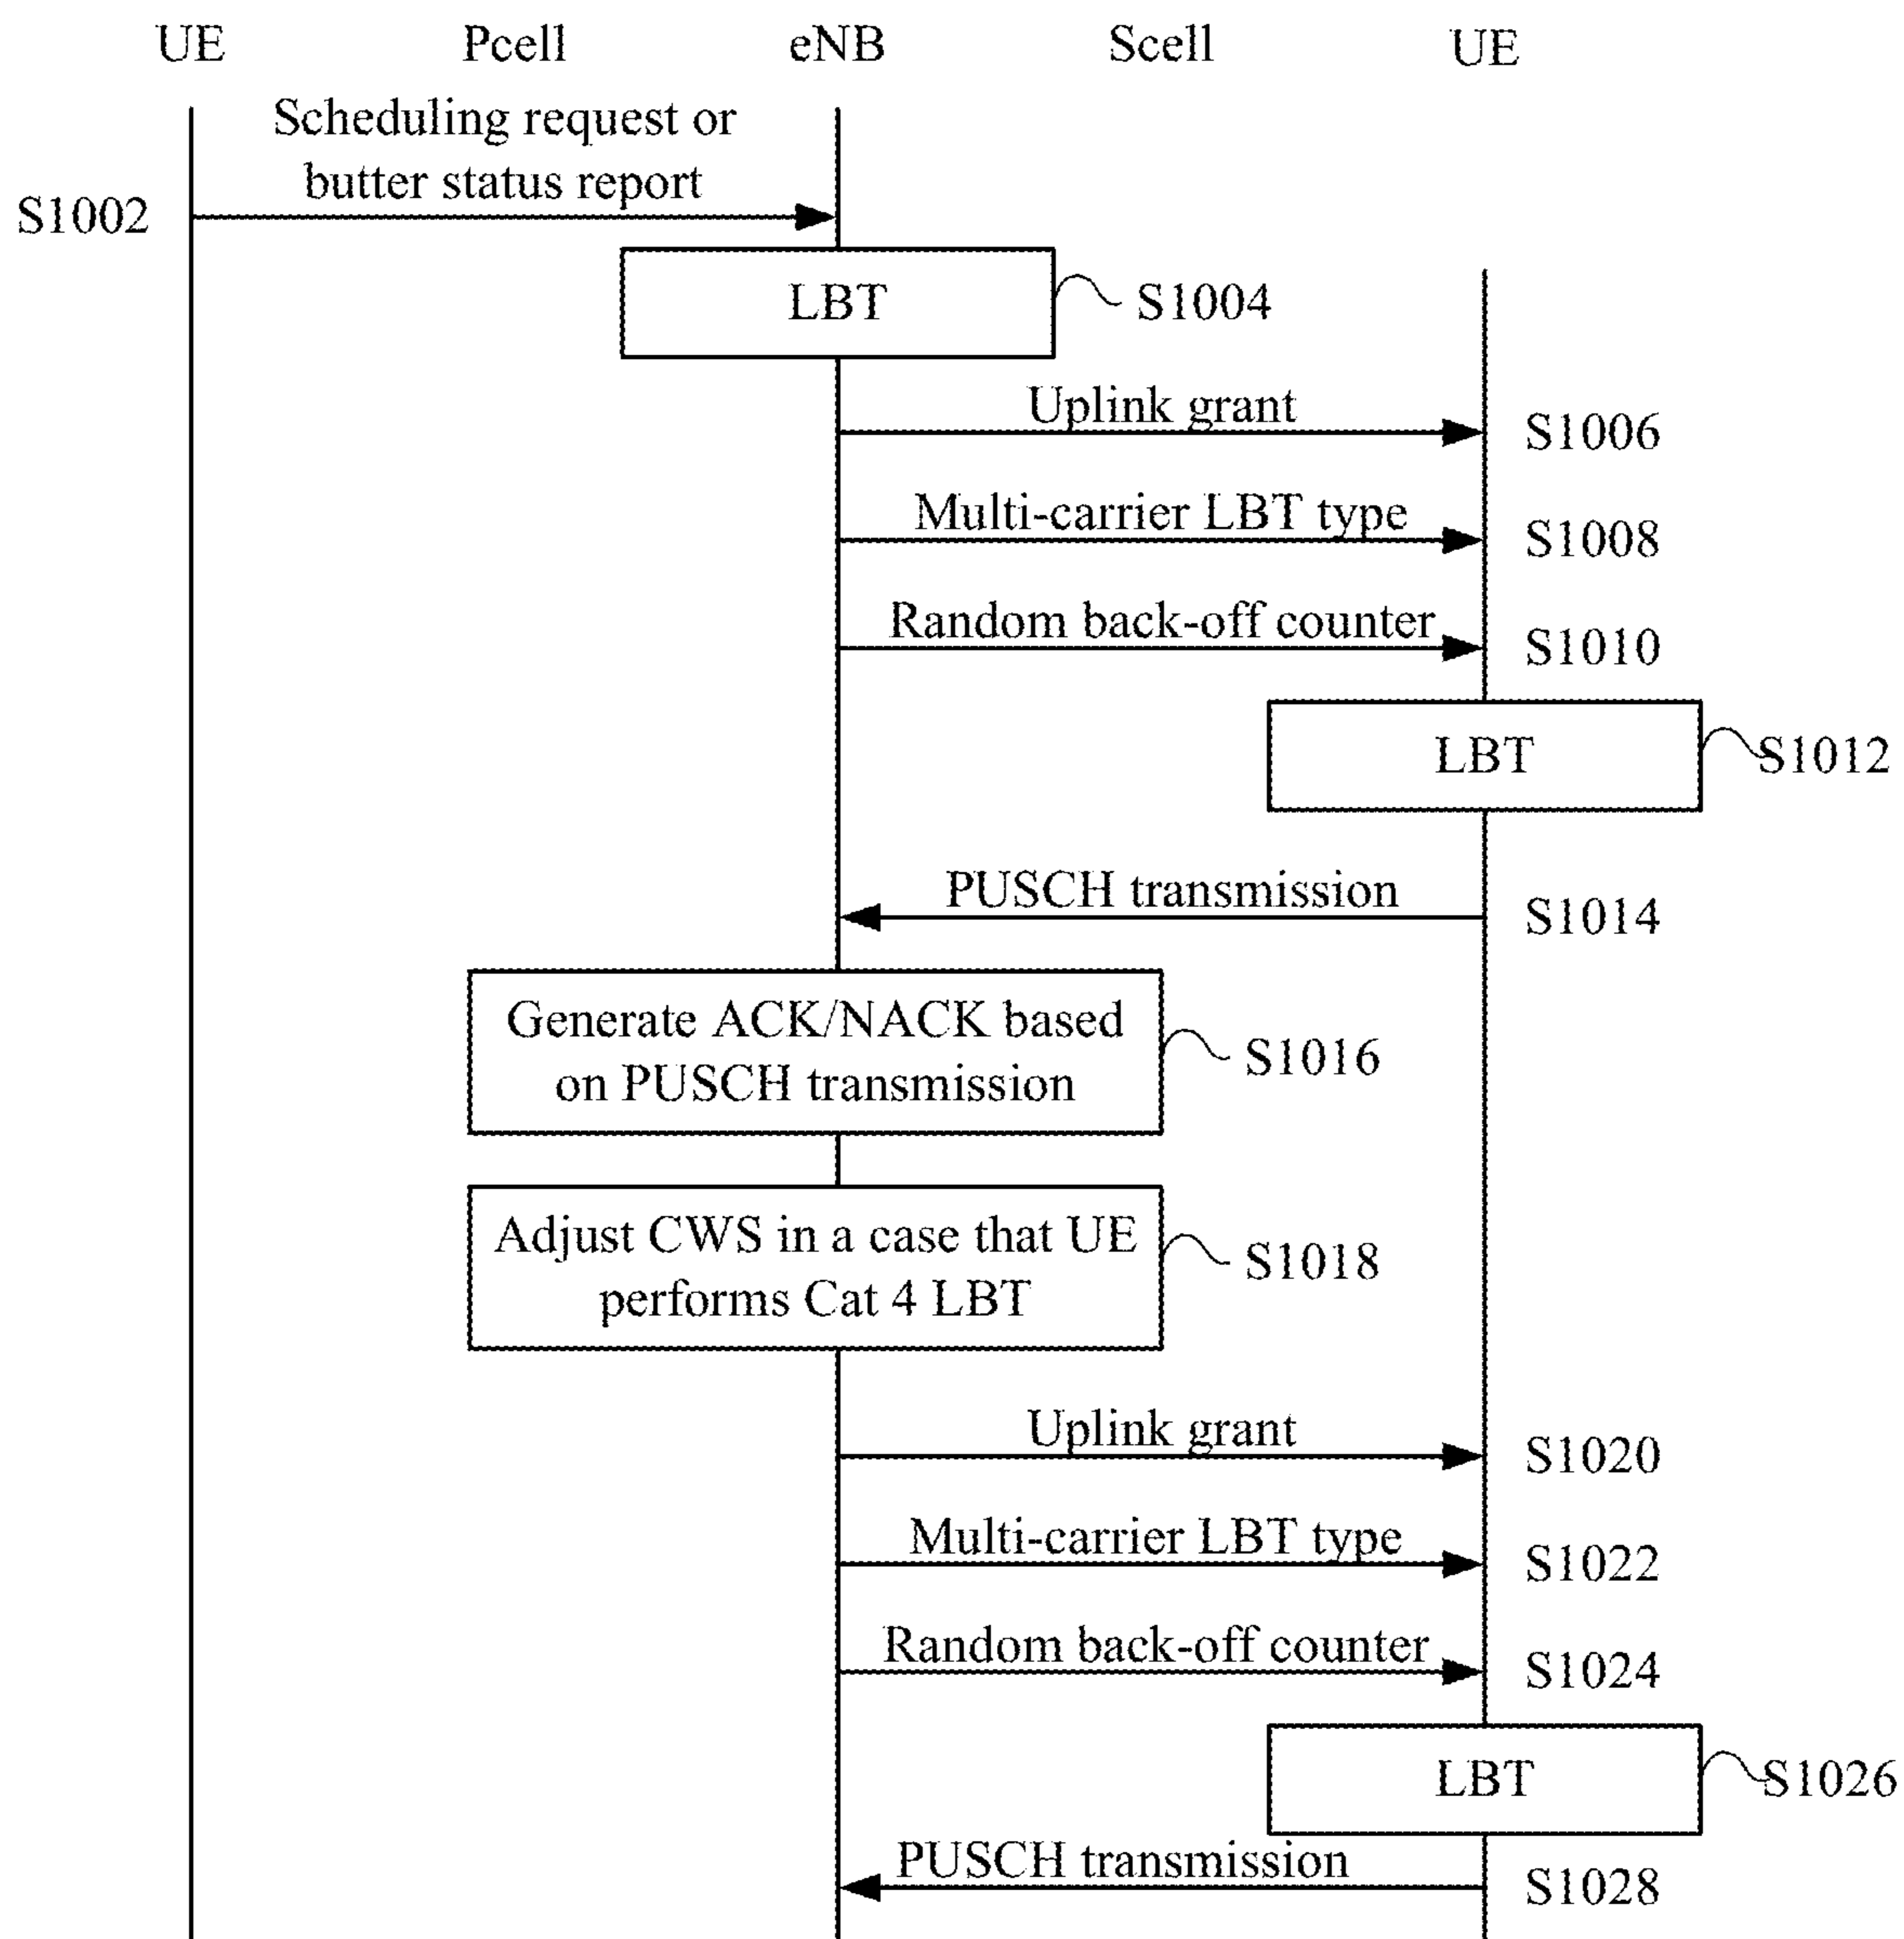 UE Pcell eNB Scell UE
Scheduling request or
butter status report
S1002
LBT
S1004
Uplink grant
S1006
Multi-carrier LBT type
S1008
Random back-off counter
S1010
LBT
S1012
PUSCH transmission
S1014
Generate ACK/NACK based
on PUSCH transmission
S1016
Adjust CWS in a case that UE
performs Cat 4 LBT
S1018
Uplink grant
S1020
Multi-carrier LBT type
S1022
Random back-off counter
S1024
LBT
S1026
PUSCH transmission
S1028